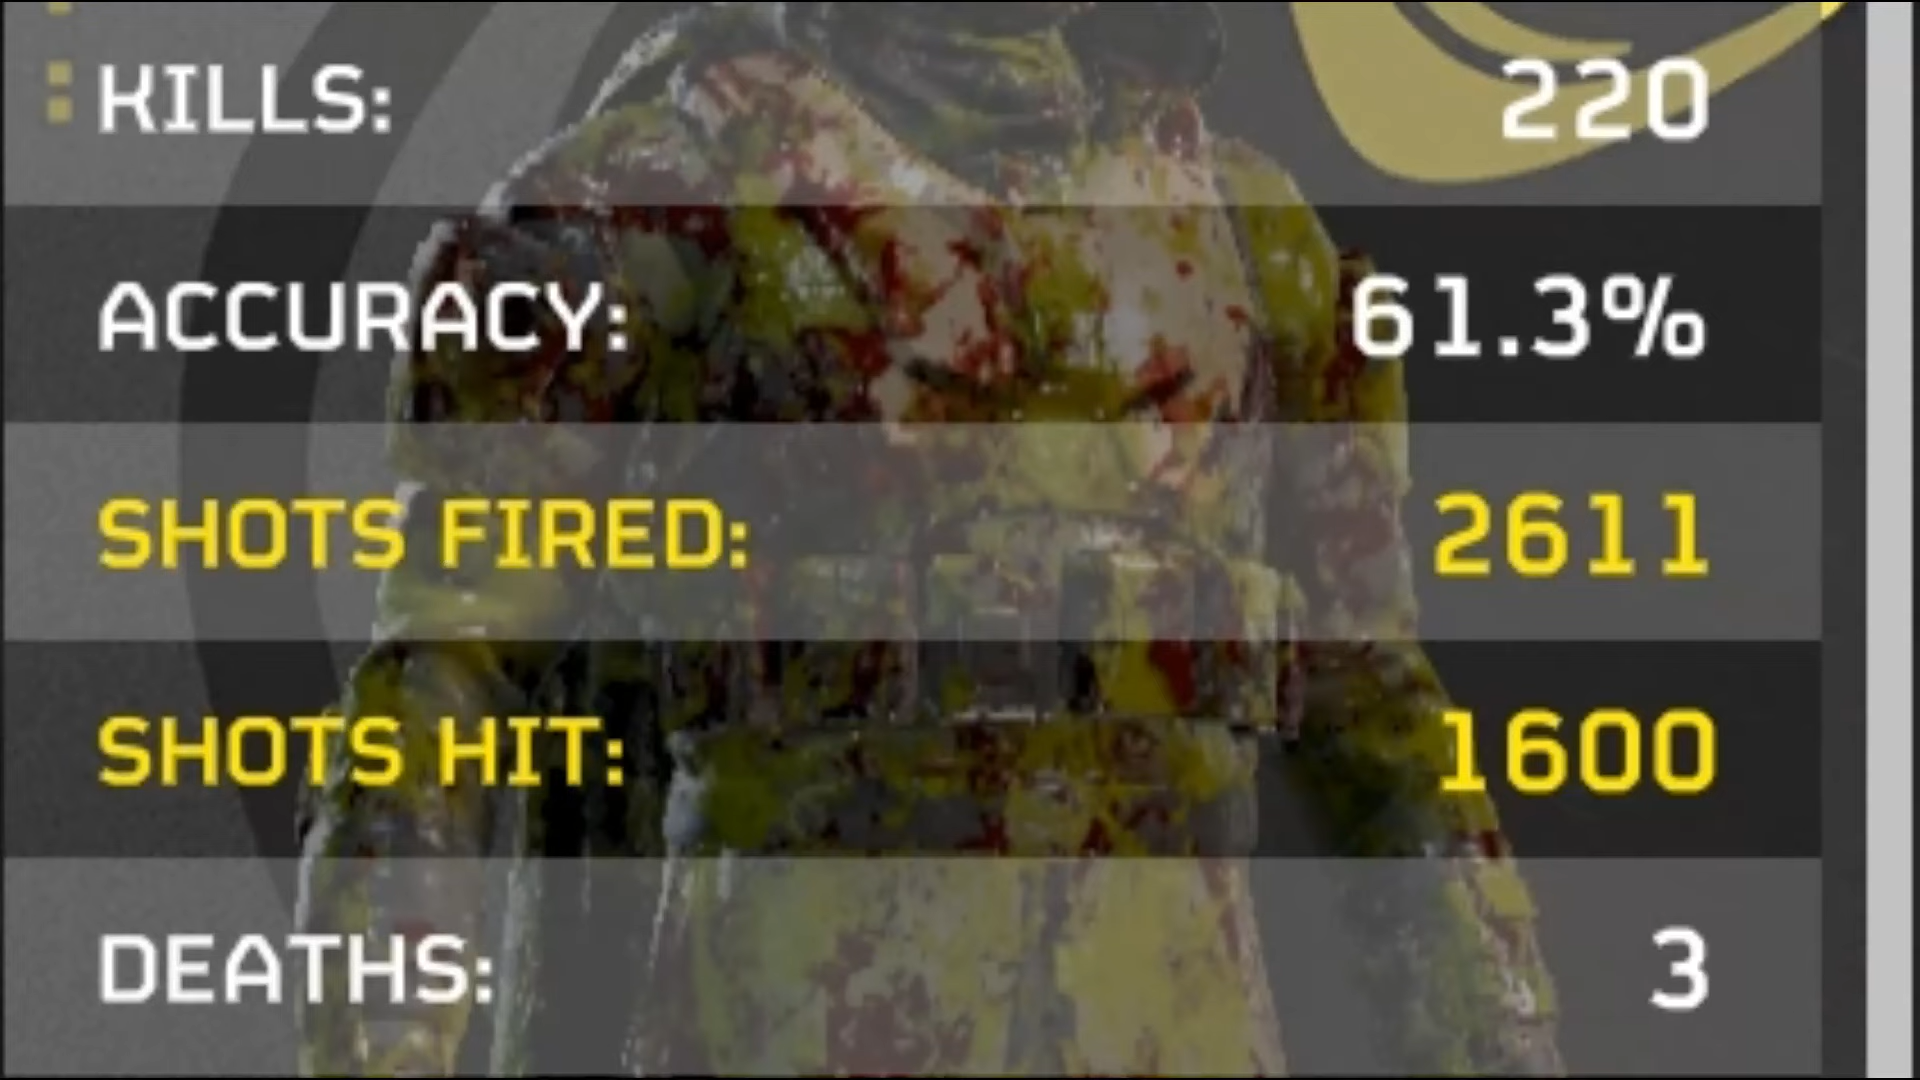 KILLS: 220
ACCURACY: 61.3%
SHOTS FIRED: 2611
SHOTS HIT: 1600
DEATHS: 3